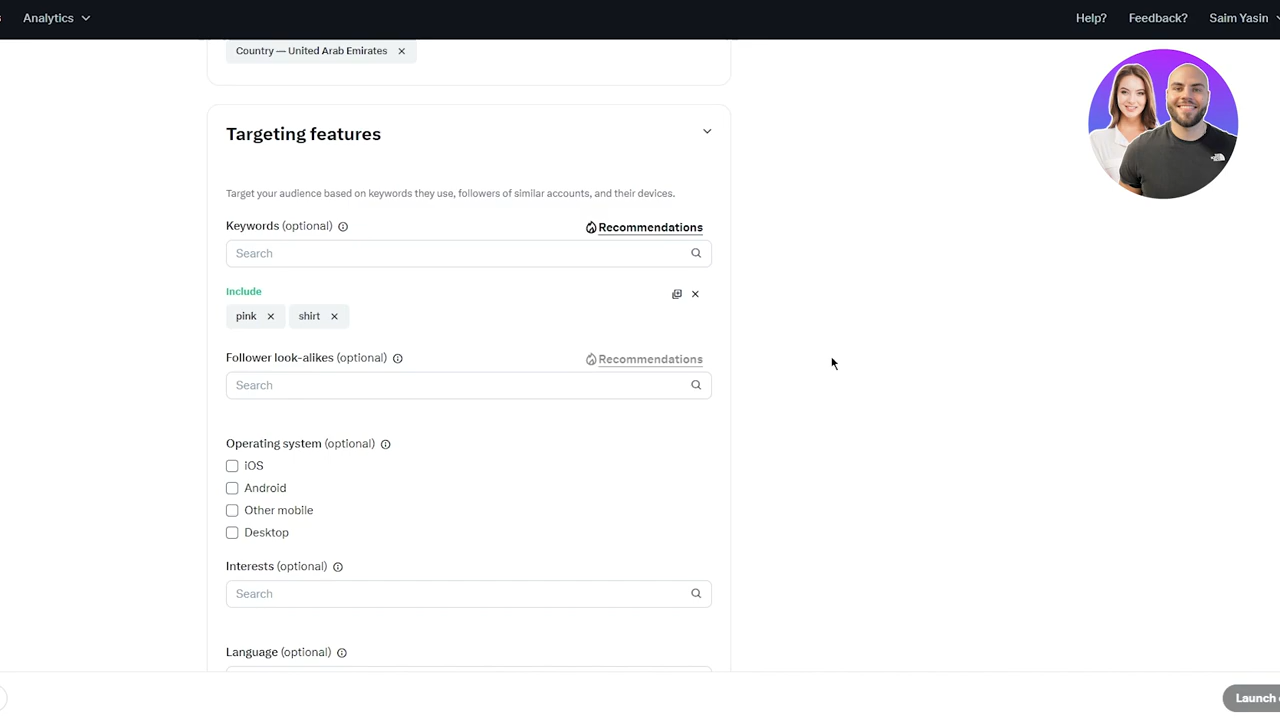 Analytics
Help?
Feedback?
Saim Yasin
Country — United Arab Emirates
Targeting features
Target your audience based on keywords they use, followers of similar accounts, and their devices.
Keywords (optional)
Recommendations
Search
Include
pink
shirt
Follower look-alikes (optional)
Recommendations
Search
Operating system (optional)
iOS
Android
Other mobile
Desktop
Interests (optional)
Search
Language (optional)
Launch